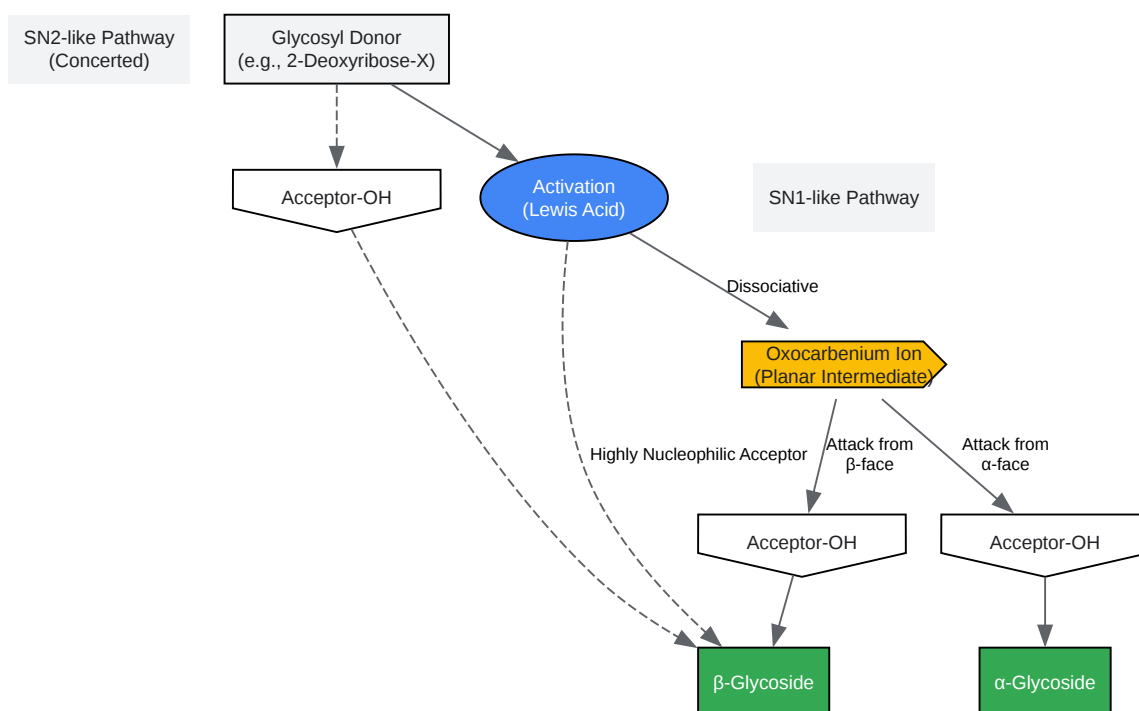 SN2-like Pathway
(Concerted)
Glycosyl Donor
(e.g., 2-Deoxyribose-X)
Acceptor-OH
Activation
(Lewis Acid)
SN1-like Pathway
Dissociative
Oxocarbenium Ion
(Planar Intermediate)
Highly Nucleophilic Acceptor
Attack from
β-face
Attack from
α-face
Acceptor-OH
Acceptor-OH
β-Glycoside
α-Glycoside